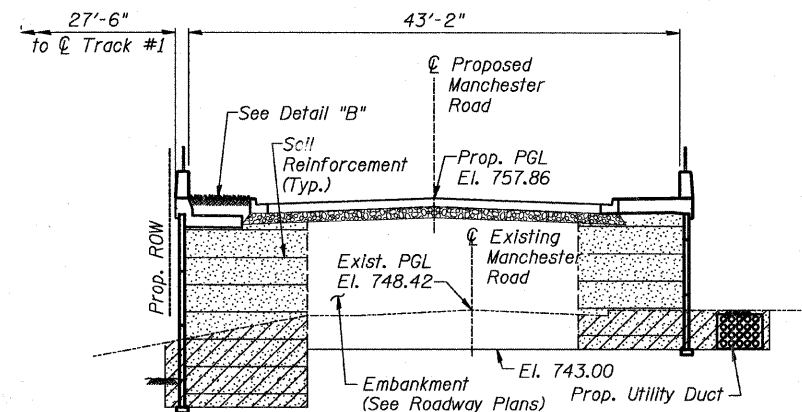 27'-6"
to ℄ Track #1
43'-2"
℄ Proposed
Manchester
Road
See Detail "B"
Soil
Reinforcement
(Typ.)
Prop. PGL
El. 757.86
Prop. ROW
℄ Existing
Manchester
Road
Exist. PGL
El. 748.42
El. 743.00
Embankment
(See Roadway Plans)
Prop. Utility Duct